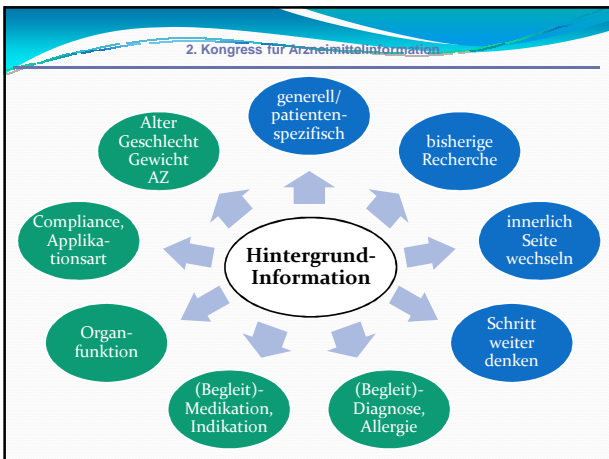 2. Kongress für Arzneimittelinformation
generell/
patienten-
spezifisch
bisherige
Recherche
innerlich
Seite
wechseln
Schritt
weiter
denken
(Begleit)-
Diagnose,
Allergie
(Begleit)-
Medikation,
Indikation
Organ-
funktion
Compliance,
Applika-
tionsart
Alter
Geschlecht
Gewicht
AZ
Hintergrund-
Information